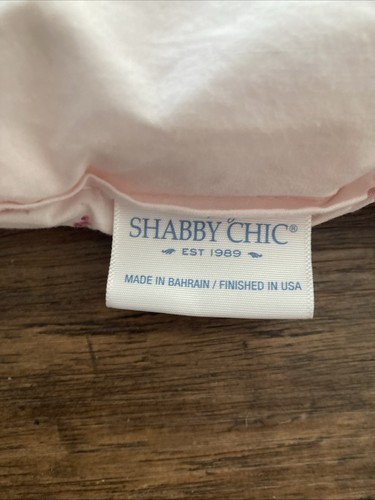 SHABBY CHIC®
EST 1989
MADE IN BAHRAIN / FINISHED IN USA